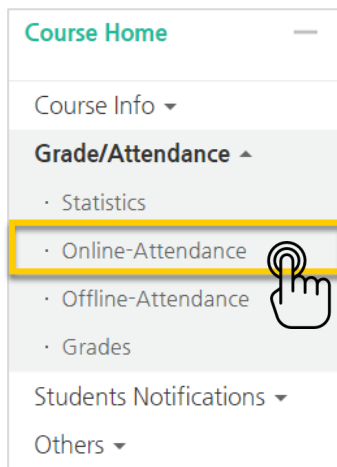 Course Home
Course Info
Grade/Attendance
· Statistics
· Online-Attendance
· Offline-Attendance
· Grades
Students Notifications
Others